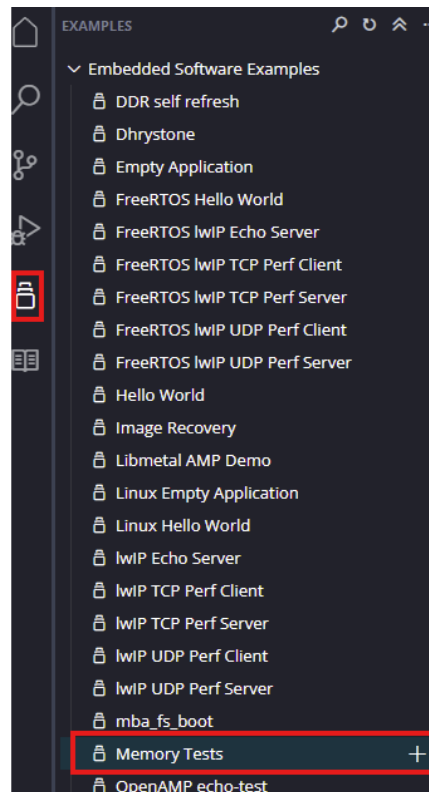 EXAMPLES
Embedded Software Examples
DDR self refresh
Dhrystone
Empty Application
FreeRTOS Hello World
FreeRTOS lwIP Echo Server
FreeRTOS lwIP TCP Perf Client
FreeRTOS lwIP TCP Perf Server
FreeRTOS lwIP UDP Perf Client
FreeRTOS lwIP UDP Perf Server
Hello World
Image Recovery
Libmetal AMP Demo
Linux Empty Application
Linux Hello World
lwIP Echo Server
lwIP TCP Perf Client
lwIP TCP Perf Server
lwIP UDP Perf Client
lwIP UDP Perf Server
mba_fs_boot
Memory Tests
OpenAMP echo-test